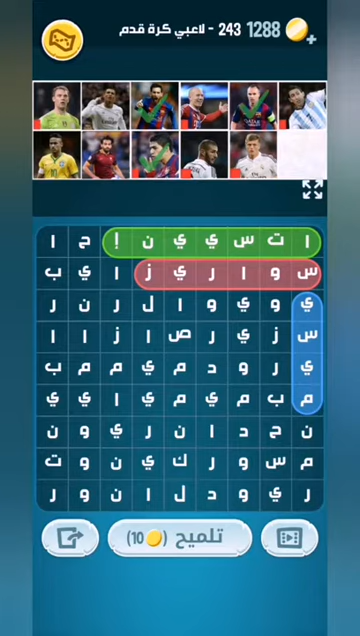 243 - لاعبي كرة قدم 1288
ا ت س ي ي ن إ ح ا
س و ا ر ي ز ا ي ب
ي و ي و ا ل ر ن ر
س ز ي ر ص ا ز ا ا
ي ر و د م ي م م ب
م ب م ي م ي ا ي ي
ن ح د ا ن ر ي و ن
م س و ر ك ي ن و ت
ر ي و د ل ا ن و ر
تلميح (10)